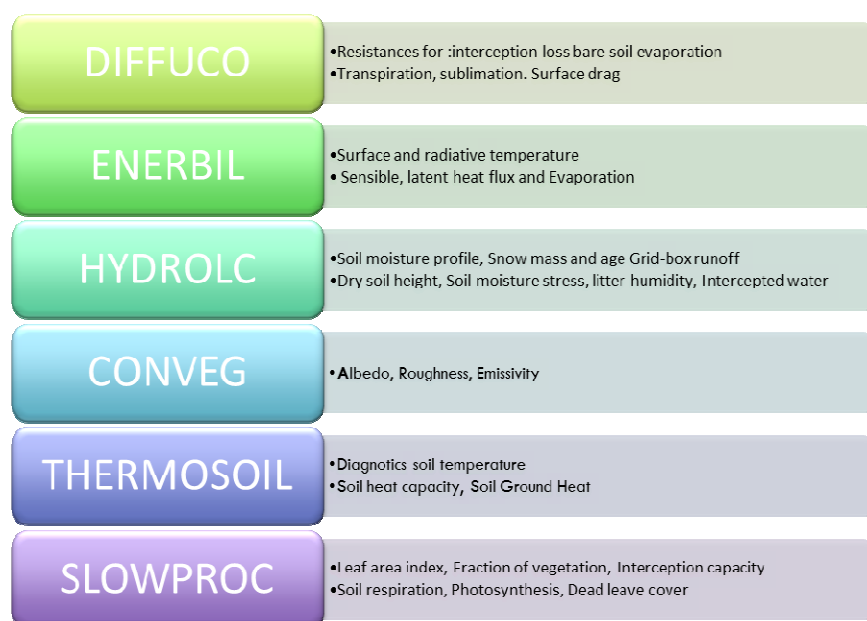 DIFFUCO
•Resistances for :interception loss bare soil evaporation
•Transpiration, sublimation. Surface drag
ENERBIL
•Surface and radiative temperature
• Sensible, latent heat flux and Evaporation
HYDROLC
•Soil moisture profile, Snow mass and age Grid-box runoff
•Dry soil height, Soil moisture stress, litter humidity, Intercepted water
CONVEG
•Albedo, Roughness, Emissivity
THERMOSOIL
•Diagnotics soil temperature
•Soil heat capacity, Soil Ground Heat
SLOWPROC
•Leaf area index, Fraction of vegetation, Interception capacity
•Soil respiration, Photosynthesis, Dead leave cover